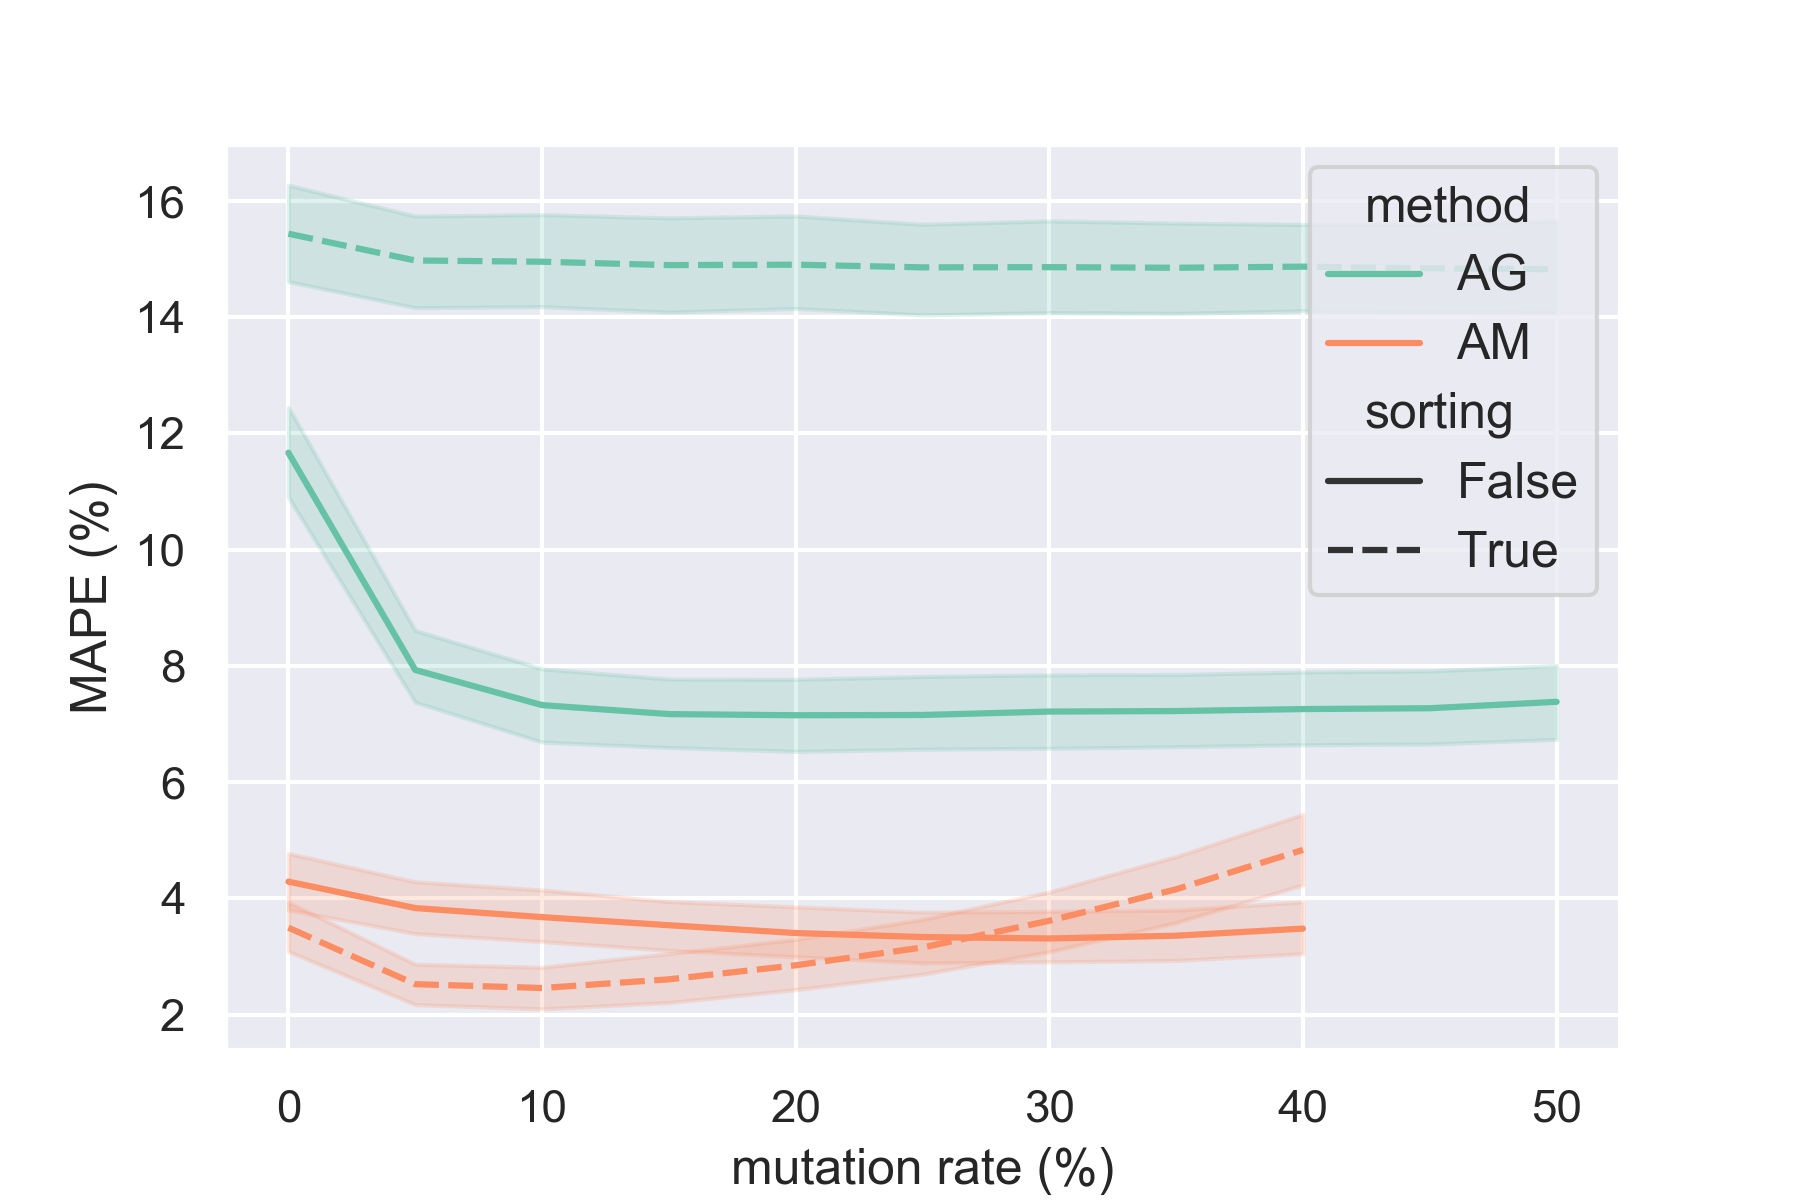 MAPE (%)
16
14
12
10
8
6
4
2
method
AG
AM
sorting
False
True
0 10 20 30 40 50
mutation rate (%)